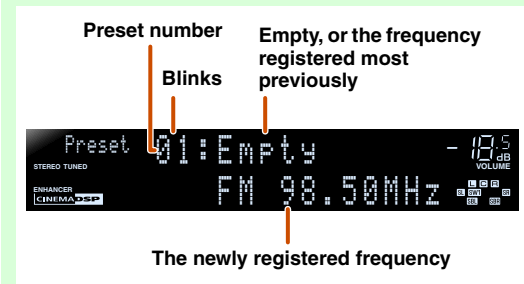 Preset number
Empty, or the frequency
registered most
previously
Blinks
Preset 01:Empty
-18.5
dB
VOLUME
STEREO TUNED
FM 98.50MHz
ENHANCER
CINEMA DSP
L C R
SL SW1 SR
SBL SBR
The newly registered frequency